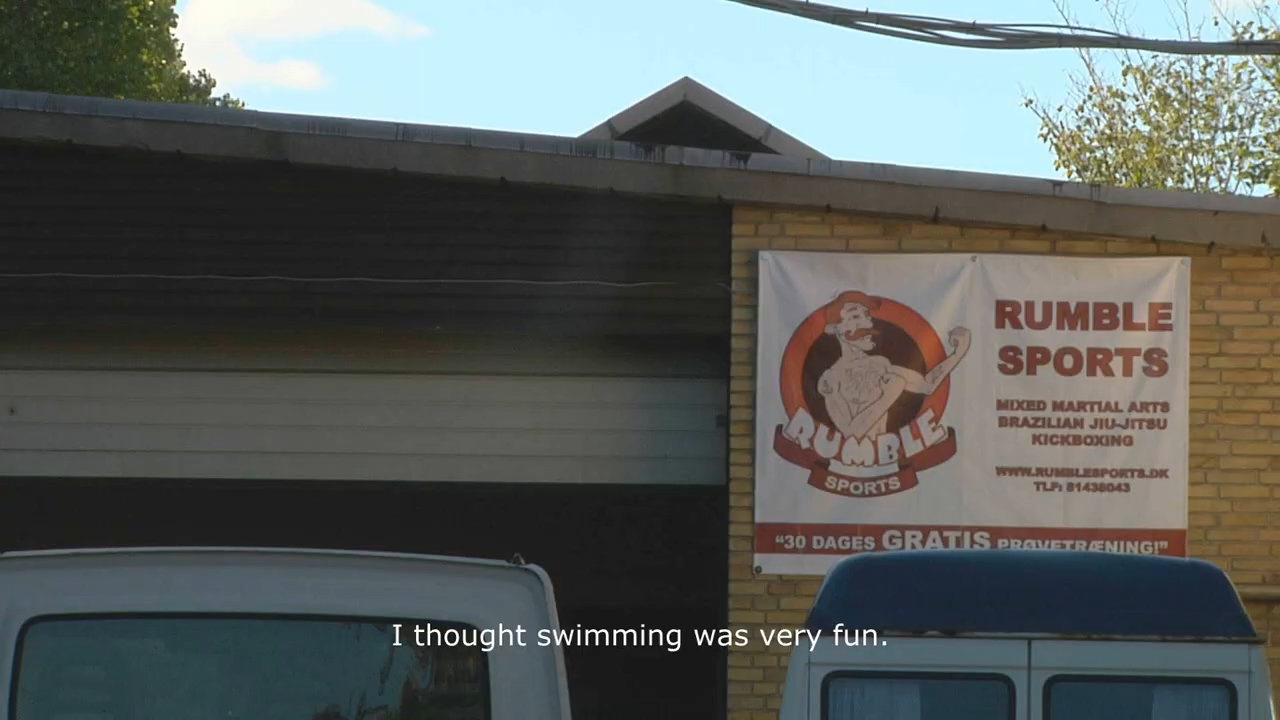 RUMBLE
SPORTS
RUMBLE
SPORTS
MIXED MARTIAL ARTS
BRAZILIAN JIU-JITSU
KICKBOXING
WWW.RUMBLESPORTS.DK
TLF: 81438043
"30 DAGES GRATIS PRØVETRÆNING!"
I thought swimming was very fun.